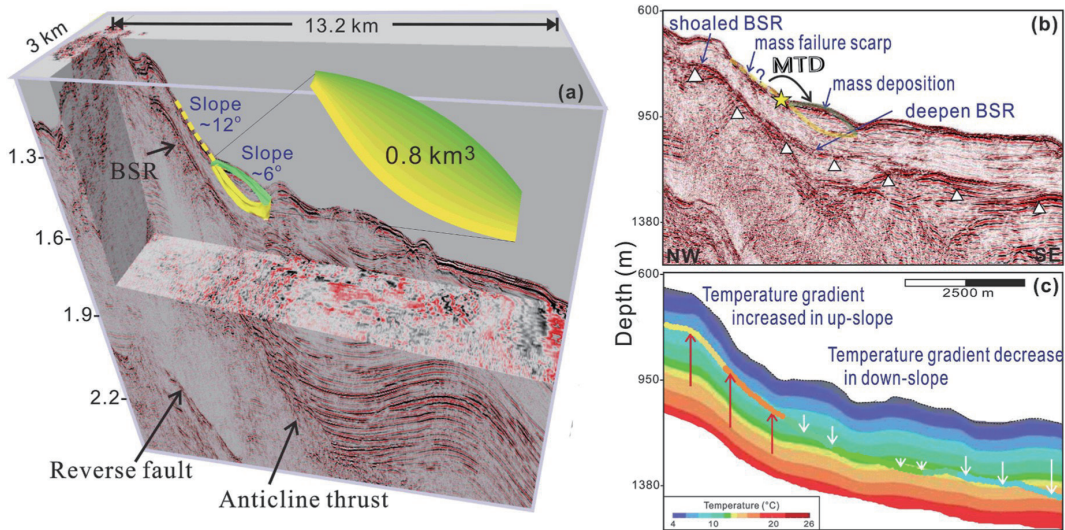 3 km
13.2 km
(a)
Slope
~12°
Slope
~6°
BSR
0.8 km³
1.3
1.6
1.9
2.2
Reverse fault
Anticline thrust
600
(b)
shoaled BSR
mass failure scarp
?
MTD
mass deposition
950
deepen BSR
1380
NW
SE
Depth (m)
2500 m
600
(c)
Temperature gradient
increased in up-slope
Temperature gradient decrease
in down-slope
950
1380
Temperature (°C)
4
10
20
26